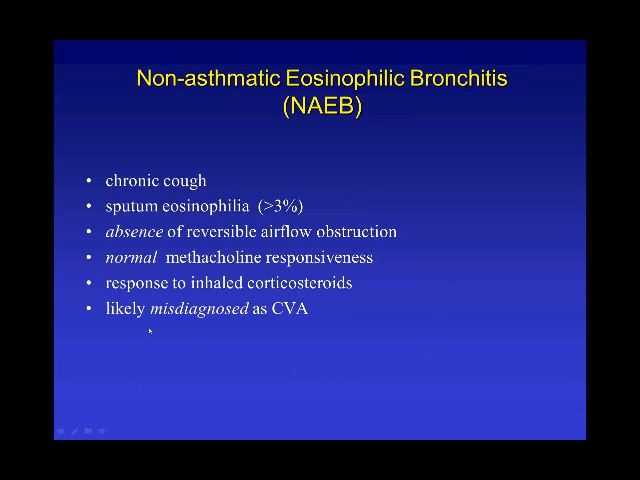 Non-asthmatic Eosinophilic Bronchitis
(NAEB)
• chronic cough
• sputum eosinophilia (>3%)
• absence of reversible airflow obstruction
• normal methacholine responsiveness
• response to inhaled corticosteroids
• likely misdiagnosed as CVA